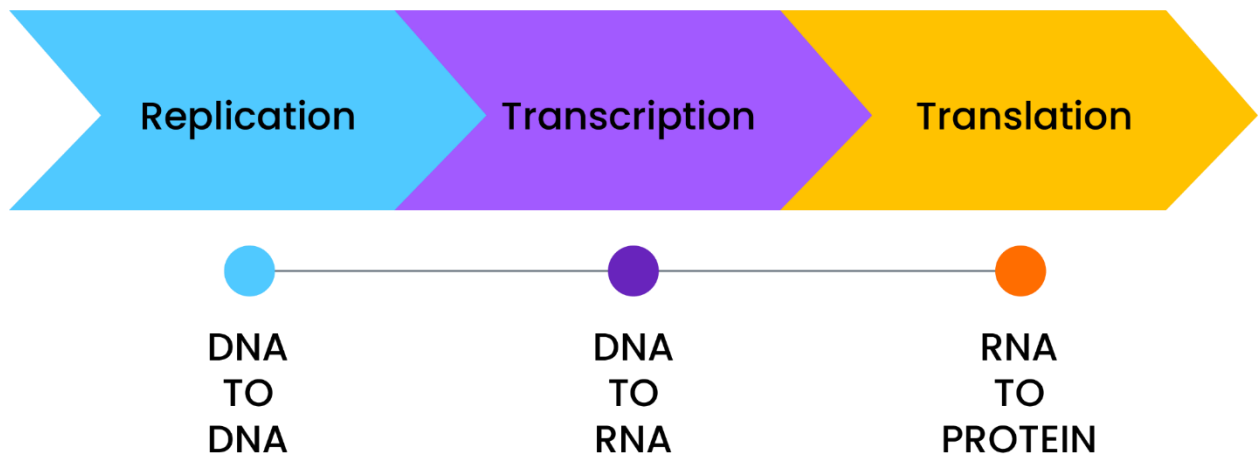 Replication
Transcription
Translation
DNA
TO
DNA
DNA
TO
RNA
RNA
TO
PROTEIN